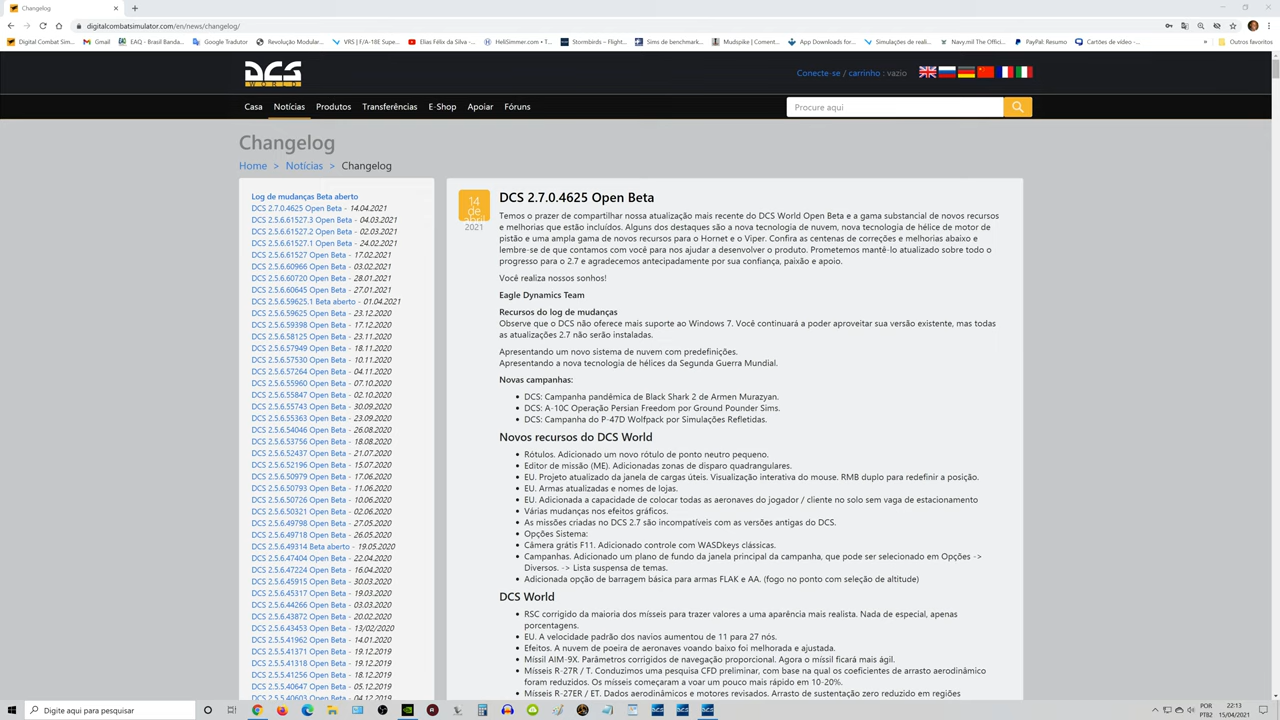 Changelog
digitalcombatsimulator.com/en/news/changelog/
Digital Combat Sim...
Gmail
EAQ - Brasil Banda...
Google Tradutor
Revolução Modular...
VRS | F/A-18E Supe...
Elias Félix da Silva -...
HeliSimmer.com • T...
Stormbirds – Flight...
Sims de benchmark...
Mudspike | Coment...
App Downloads for...
Simulações de reali...
Navy.mil The Offici...
PayPal: Resumo
Cartões de vídeo -...
»
Outros favoritos
DCS
WORLD
Conecte-se / carrinho : vazio
Casa
Notícias
Produtos
Transferências
E-Shop
Apoiar
Fóruns
Procure aqui
Changelog
Home > Notícias > Changelog
Log de mudanças Beta aberto
DCS 2.7.0.4625 Open Beta - 14.04.2021
DCS 2.5.6.61527.3 Open Beta - 04.03.2021
DCS 2.5.6.61527.2 Open Beta - 02.03.2021
DCS 2.5.6.61527.1 Open Beta - 24.02.2021
DCS 2.5.6.61527 Open Beta - 17.02.2021
DCS 2.5.6.60966 Open Beta - 03.02.2021
DCS 2.5.6.60720 Open Beta - 28.01.2021
DCS 2.5.6.60645 Open Beta - 27.01.2021
DCS 2.5.6.59625.1 Beta aberto - 01.04.2021
DCS 2.5.6.59625 Open Beta - 23.12.2020
DCS 2.5.6.59398 Open Beta - 17.12.2020
DCS 2.5.6.58125 Open Beta - 23.11.2020
DCS 2.5.6.57949 Open Beta - 18.11.2020
DCS 2.5.6.57530 Open Beta - 10.11.2020
DCS 2.5.6.57264 Open Beta - 04.11.2020
DCS 2.5.6.55960 Open Beta - 07.10.2020
DCS 2.5.6.55847 Open Beta - 02.10.2020
DCS 2.5.6.55743 Open Beta - 30.09.2020
DCS 2.5.6.55363 Open Beta - 23.09.2020
DCS 2.5.6.54046 Open Beta - 26.08.2020
DCS 2.5.6.53756 Open Beta - 18.08.2020
DCS 2.5.6.52437 Open Beta - 21.07.2020
DCS 2.5.6.52196 Open Beta - 15.07.2020
DCS 2.5.6.50979 Open Beta - 17.06.2020
DCS 2.5.6.50793 Open Beta - 11.06.2020
DCS 2.5.6.50726 Open Beta - 10.06.2020
DCS 2.5.6.50321 Open Beta - 02.06.2020
DCS 2.5.6.49798 Open Beta - 27.05.2020
DCS 2.5.6.49718 Open Beta - 26.05.2020
DCS 2.5.6.49314 Beta aberto - 19.05.2020
DCS 2.5.6.47404 Open Beta - 22.04.2020
DCS 2.5.6.47224 Open Beta - 16.04.2020
DCS 2.5.6.45915 Open Beta - 30.03.2020
DCS 2.5.6.45317 Open Beta - 19.03.2020
DCS 2.5.6.44266 Open Beta - 03.03.2020
DCS 2.5.6.43872 Open Beta - 20.02.2020
DCS 2.5.6.43453 Open Beta - 13/02/2020
DCS 2.5.5.41962 Open Beta - 14.01.2020
DCS 2.5.5.41371 Open Beta - 19.12.2019
DCS 2.5.5.41318 Open Beta - 19.12.2019
DCS 2.5.5.41256 Open Beta - 18.12.2019
DCS 2.5.5.40647 Open Beta - 05.12.2019
DCS 2.5.5.40603 Open Beta - 04.12.2019
14
de
abril
2021
DCS 2.7.0.4625 Open Beta
Temos o prazer de compartilhar nossa atualização mais recente do DCS World Open Beta e a gama substancial de novos recursos
e melhorias que estão incluídos. Alguns dos destaques são a nova tecnologia de nuvem, nova tecnologia de hélice de motor de
pistão e uma ampla gama de novos recursos para o Hornet e o Viper. Confira as centenas de correções e melhorias abaixo e
lembre-se de que contamos com você para nos ajudar a desenvolver o produto. Prometemos mantê-lo atualizado sobre todo o
progresso para o 2.7 e agradecemos antecipadamente por sua confiança, paixão e apoio.
Você realiza nossos sonhos!
Eagle Dynamics Team
Recursos do log de mudanças
Observe que o DCS não oferece mais suporte ao Windows 7. Você continuará a poder aproveitar sua versão existente, mas todas
as atualizações 2.7 não serão instaladas.
Apresentando um novo sistema de nuvem com predefinições.
Apresentando a nova tecnologia de hélices da Segunda Guerra Mundial.
Novas campanhas:
• DCS: Campanha pandêmica de Black Shark 2 de Armen Murazyan.
• DCS: A-10C Operação Persian Freedom por Ground Pounder Sims.
• DCS: Campanha do P-47D Wolfpack por Simulações Refletidas.
Novos recursos do DCS World
• Rótulos. Adicionado um novo rótulo de ponto neutro pequeno.
• Editor de missão (ME). Adicionadas zonas de disparo quadrangulares.
• EU. Projeto atualizado da janela de cargas úteis. Visualização interativa do mouse. RMB duplo para redefinir a posição.
• EU. Armas atualizadas e nomes de lojas.
• EU. Adicionada a capacidade de colocar todas as aeronaves do jogador / cliente no solo sem vaga de estacionamento
• Várias mudanças nos efeitos gráficos.
• As missões criadas no DCS 2.7 são incompatíveis com as versões antigas do DCS.
• Opções Sistema:
• Câmera grátis F11. Adicionado controle com WASDkeys clássicas.
• Campanhas. Adicionado um plano de fundo da janela principal da campanha, que pode ser selecionado em Opções ->
Diversos. -> Lista suspensa de temas.
• Adicionada opção de barragem básica para armas FLAK e AA. (fogo no ponto com seleção de altitude)
DCS World
• RSC corrigido da maioria dos mísseis para trazer valores a uma aparência mais realista. Nada de especial, apenas
porcentagens.
• EU. A velocidade padrão dos navios aumentou de 11 para 27 nós.
• Efeitos. A nuvem de poeira de aeronaves voando baixo foi melhorada e ajustada.
• Míssil AIM-9X. Parâmetros corrigidos de navegação proporcional. Agora o míssil ficará mais ágil.
• Mísseis R-27R / T. Conduzimos uma pesquisa CFD preliminar, com base na qual os coeficientes de arrasto aerodinâmico
foram reduzidos. Os mísseis começaram a voar um pouco mais rápido em 10-20%.
• Mísseis R-27ER / ET. Dados aerodinâmicos e motores revisados. Arrasto de sustentação zero reduzido em regiões
Digite aqui para pesquisar
POR
PTB2
22:13
15/04/2021